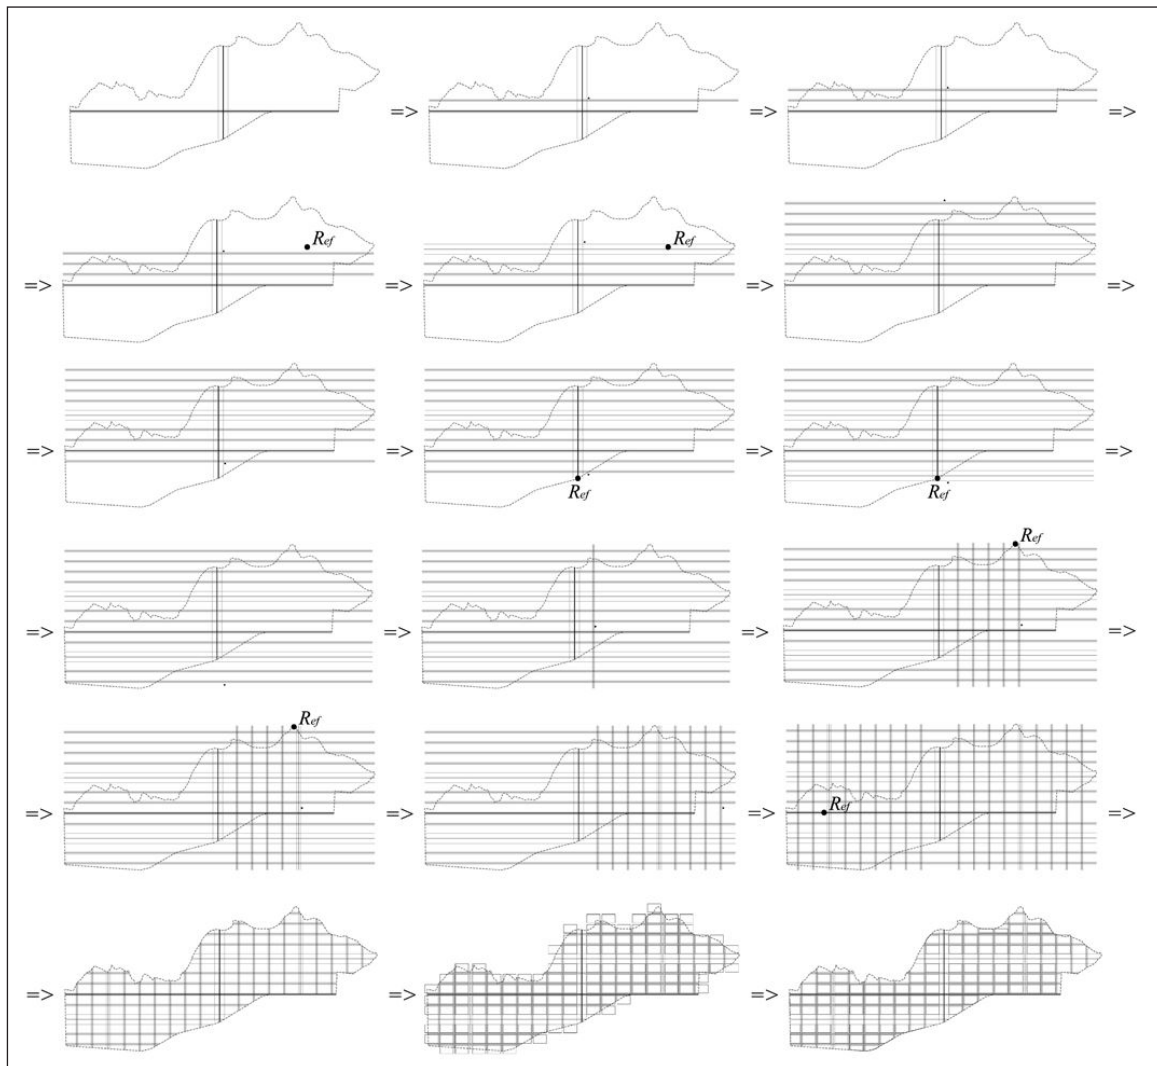 => => =>
=> Ref => Ref => =>
=> => Ref => Ref =>
=> => => Ref =>
=> Ref => => Ref =>
=> => =>